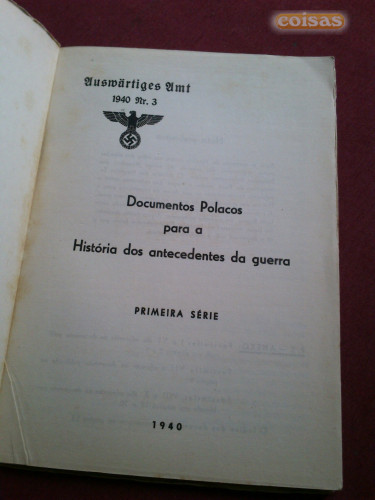 coisas
Auswärtiges Amt
1940 Nr. 3
Documentos Polacos
para a
História dos antecedentes da guerra
PRIMEIRA SÉRIE
1940